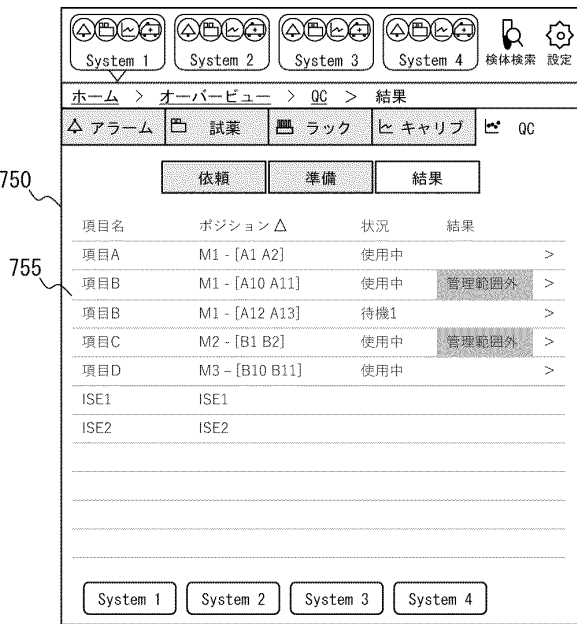 System 1 System 2 System 3 System 4 検体検索 設定
ホーム > オーバービュー > QC > 結果
アラーム 試薬 ラック キャリブ QC
750
依頼 準備 結果
項目名 ポジション△ 状況 結果
項目A M1 - [A1 A2] 使用中 >
755
項目B M1 - [A10 A11] 使用中 管理範囲外 >
項目B M1 - [A12 A13] 待機1 >
項目C M2 - [B1 B2] 使用中 管理範囲外 >
項目D M3 – [B10 B11] 使用中 >
ISE1 ISE1
ISE2 ISE2
System 1 System 2 System 3 System 4